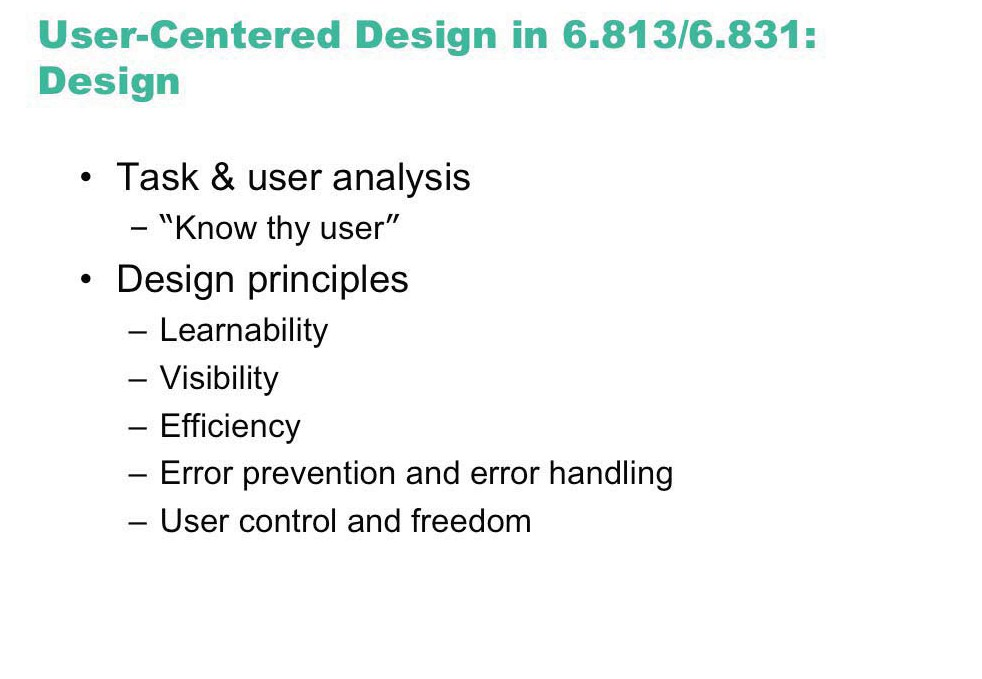 User-Centered Design in 6.813/6.831:
Design
• Task & user analysis
– “Know thy user”
• Design principles
– Learnability
– Visibility
– Efficiency
– Error prevention and error handling
– User control and freedom